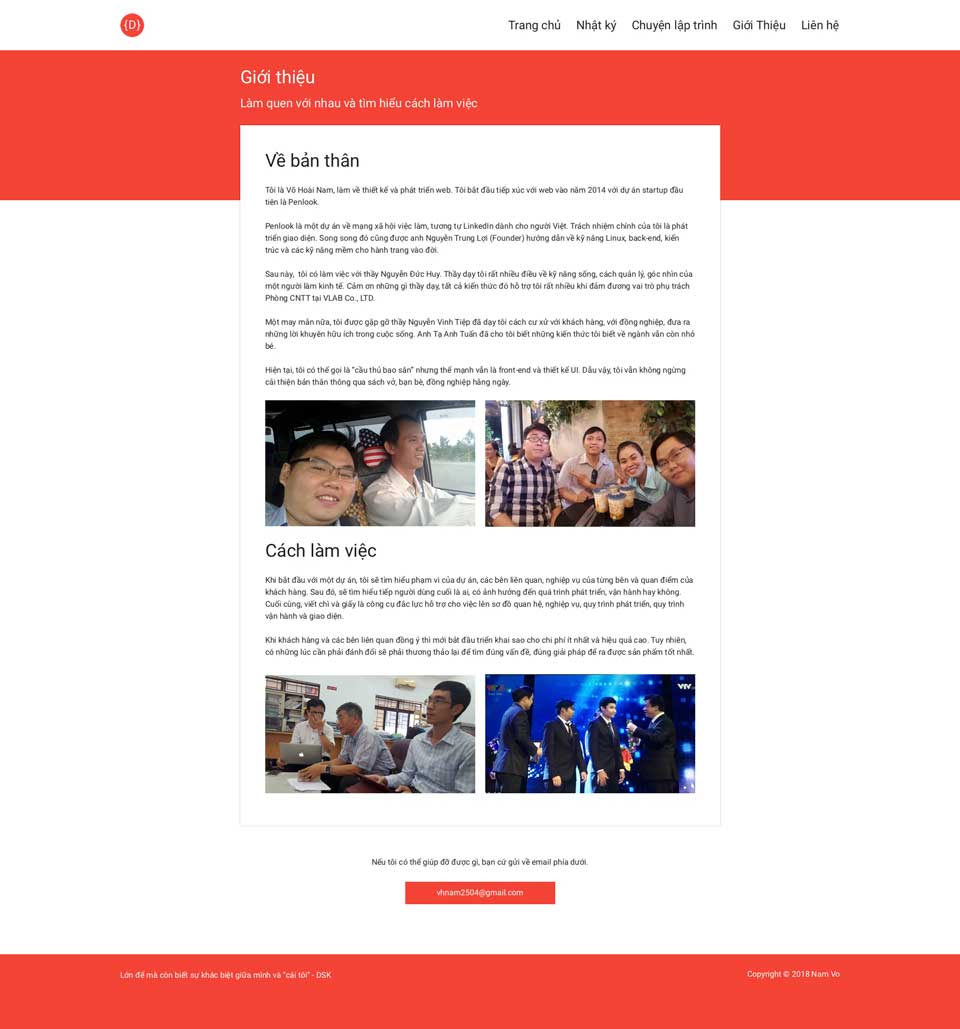 {D}
Trang chủ Nhật ký Chuyện lập trình Giới Thiệu Liên hệ
Giới thiệu
Làm quen với nhau và tìm hiểu cách làm việc
Về bản thân
Tôi là Võ Hoài Nam, làm về thiết kế và phát triển web. Tôi bắt đầu tiếp xúc với web vào năm 2014 với dự án startup đầu
tiên là Penlook.
Penlook là một dự án về mạng xã hội việc làm, tương tự LinkedIn dành cho người Việt. Trách nhiệm chính của tôi là phát
triển giao diện. Song song đó cũng được anh Nguyễn Trung Lợi (Founder) hướng dẫn về kỹ năng Linux, back-end, kiến
trúc và các kỹ năng mềm cho hành trang vào đời.
Sau này, tôi có làm việc với thầy Nguyễn Đức Huy. Thầy dạy tôi rất nhiều điều về kỹ năng sống, cách quản lý, góc nhìn của
một người làm kinh tế. Cảm ơn những gì thầy dạy, tất cả kiến thức đó hỗ trợ tôi rất nhiều khi đảm đương vai trò phụ trách
Phòng CNTT tại VLAB Co., LTD.
Một may mắn nữa, tôi được gặp gỡ thầy Nguyễn Vinh Tiệp đã dạy tôi cách cư xử với khách hàng, với đồng nghiệp, đưa ra
những lời khuyên hữu ích trong cuộc sống. Anh Tạ Anh Tuấn đã cho tôi biết những kiến thức tôi biết về ngành vẫn còn nhỏ
bé.
Hiện tại, tôi có thể gọi là “cầu thủ bao sân” nhưng thế mạnh vẫn là front-end và thiết kế UI. Dẫu vậy, tôi vẫn không ngừng
cải thiện bản thân thông qua sách vở, bạn bè, đồng nghiệp hằng ngày.
Cách làm việc
Khi bắt đầu với một dự án, tôi sẽ tìm hiểu phạm vi của dự án, các bên liên quan, nghiệp vụ của từng bên và quan điểm của
khách hàng. Sau đó, sẽ tìm hiểu tiếp người dùng cuối là ai, có ảnh hưởng đến quá trình phát triển, vận hành hay không.
Cuối cùng, viết chì và giấy là công cụ đắc lực hỗ trợ cho việc lên sơ đồ quan hệ, nghiệp vụ, quy trình phát triển, quy trình
vận hành và giao diện.
Khi khách hàng và các bên liên quan đồng ý thì mới bắt đầu triển khai sao cho chi phí ít nhất và hiệu quả cao. Tuy nhiên,
có những lúc cần phải đánh đổi sẽ phải thương thảo lại để tìm đúng vấn đề, đúng giải pháp để ra được sản phẩm tốt nhất.
VTV
Nếu tôi có thể giúp đỡ được gì, bạn cứ gửi về email phía dưới.
vhnam2504@gmail.com
Lớn để mà còn biết sự khác biệt giữa mình và “cái tôi” - DSK
Copyright © 2018 Nam Vo